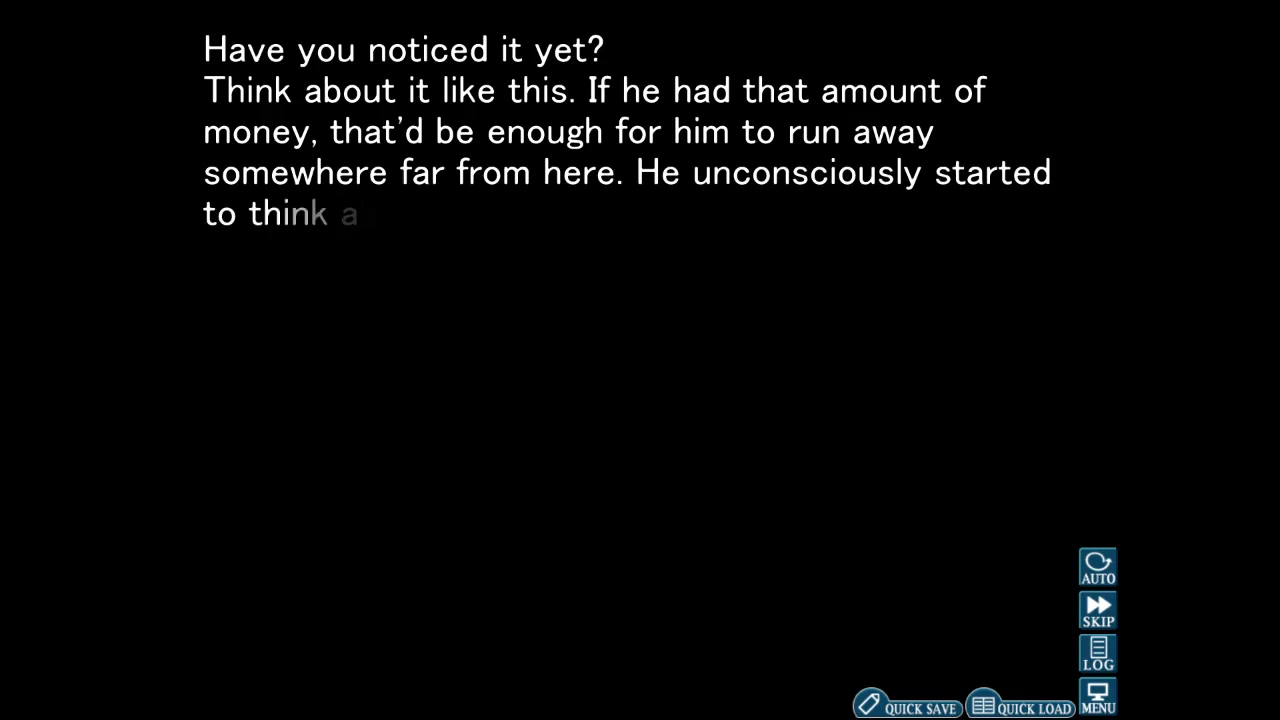 Have you noticed it yet?
Think about it like this. If he had that amount of
money, that'd be enough for him to run away
somewhere far from here. He unconsciously started
to think a
AUTO
SKIP
LOG
QUICK SAVE QUICK LOAD MENU